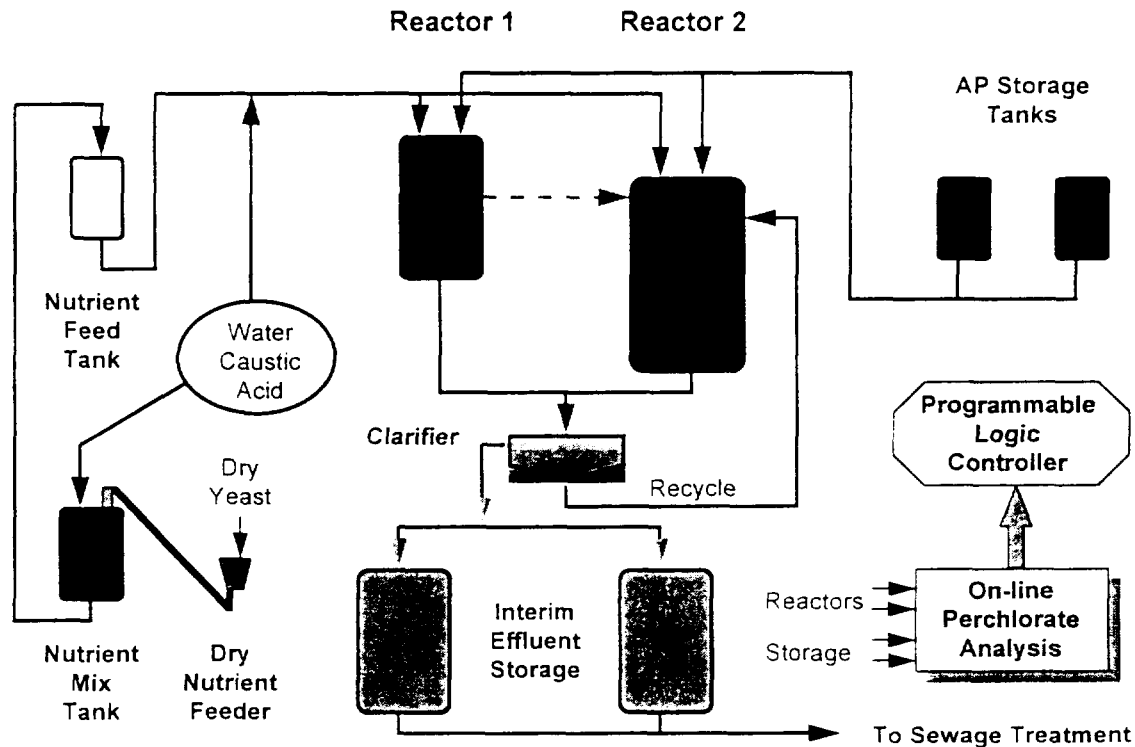 Reactor 1
Reactor 2
AP Storage
Tanks
Nutrient
Feed
Tank
Water
Caustic
Acid
Clarifier
Recycle
Programmable
Logic
Controller
Dry
Yeast
Interim
Effluent
Storage
Reactors
Storage
On-line
Perchlorate
Analysis
Nutrient
Mix
Tank
Dry
Nutrient
Feeder
To Sewage Treatment